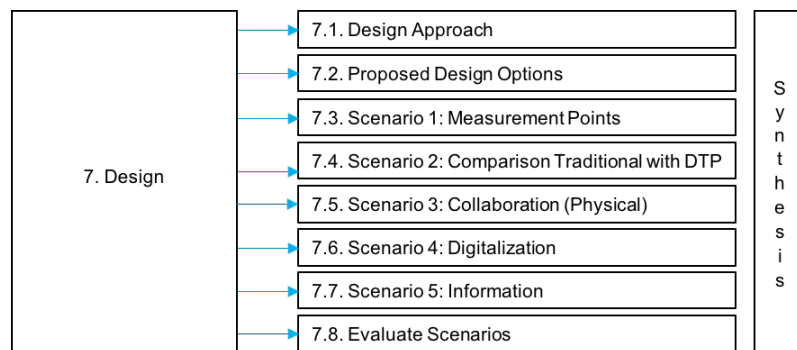 7. Design
7.1. Design Approach
7.2. Proposed Design Options
7.3. Scenario 1: Measurement Points
7.4. Scenario 2: Comparison Traditional with DTP
7.5. Scenario 3: Collaboration (Physical)
7.6. Scenario 4: Digitalization
7.7. Scenario 5: Information
7.8. Evaluate Scenarios
Synthesis